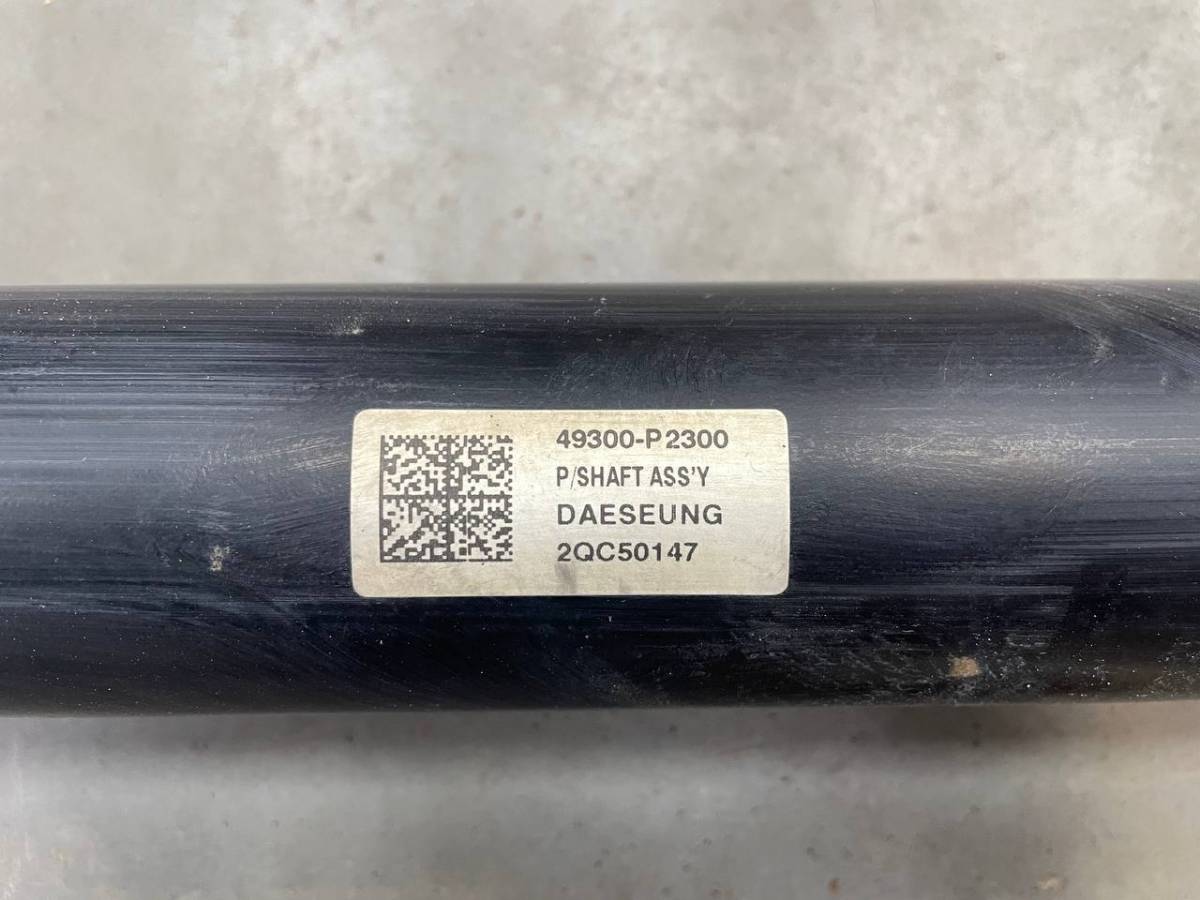 49300-P2300
P/SHAFT ASS'Y
DAESEUNG
2QC50147